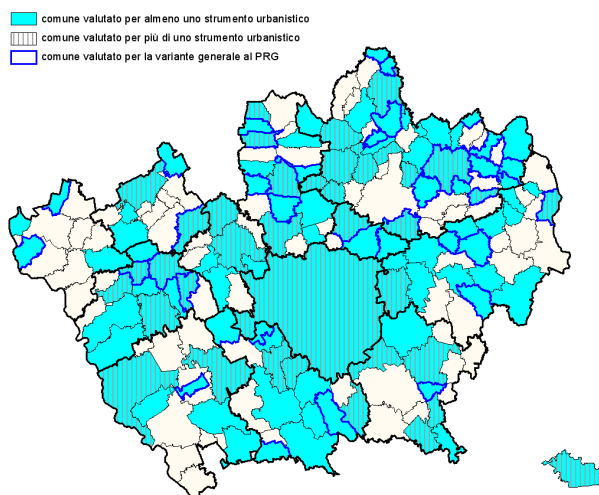 comune valutato per almeno uno strumento urbanistico
comune valutato per più di uno strumento urbanistico
comune valutato per la variante generale al PRG